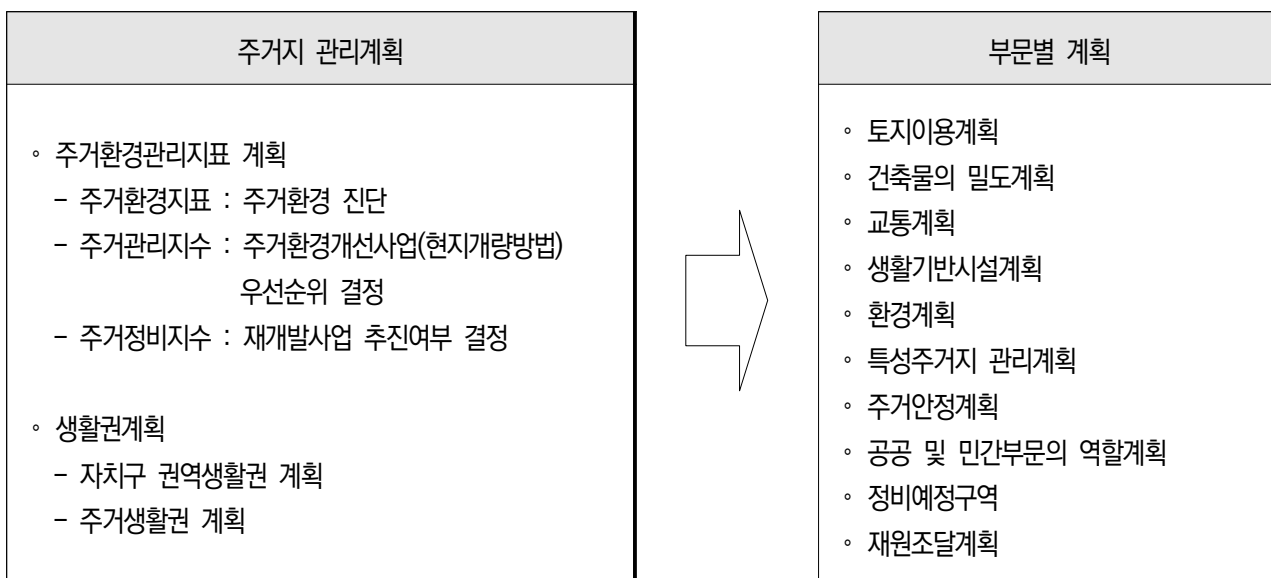 주거지 관리계획
◦ 주거환경관리지표 계획
- 주거환경지표 : 주거환경 진단
- 주거관리지수 : 주거환경개선사업(현지개량방법)
우선순위 결정
- 주거정비지수 : 재개발사업 추진여부 결정
◦ 생활권계획
- 자치구 권역생활권 계획
- 주거생활권 계획
부문별 계획
◦ 토지이용계획
◦ 건축물의 밀도계획
◦ 교통계획
◦ 생활기반시설계획
◦ 환경계획
◦ 특성주거지 관리계획
◦ 주거안정계획
◦ 공공 및 민간부문의 역할계획
◦ 정비예정구역
◦ 재원조달계획